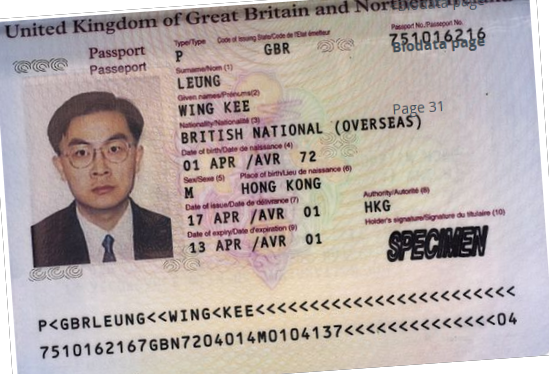 United Kingdom of Great Britain and Northern
Passport
Passeport
Type/Type
P
Code of Issuing State/Code de l'Etat émetteur
GBR
Passport No./Passeport No.
751016216
Biodata page
Surname/Nom (1)
LEUNG
Given names/Prénoms(2)
WING KEE
Page 31
Nationality/Nationalité (3)
BRITISH NATIONAL (OVERSEAS)
Date of birth/Date de naissance (4)
01 APR /AVR 72
Sex/Sexe (5)
M
Place of birth/Lieu de naissance (6)
HONG KONG
Date of issue/Date de délivrance (7)
17 APR /AVR 01
Authority/Autorité (8)
HKG
Date of expiry/Date d'expiration (9)
13 APR /AVR 01
Holder's signature/Signature du titulaire (10)
SPECIMEN
P<GBRLEUNG<<WING<KEE<<<<<<<<<<<<<<<<<<<<<<<<
7510162167GBN7204014M0104137<<<<<<<<<<<<<<04